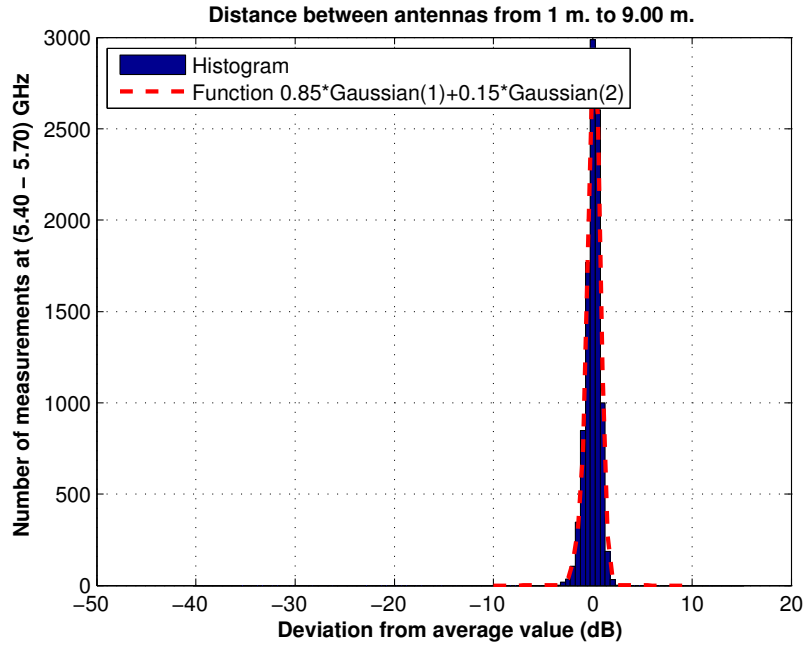 Distance between antennas from 1 m. to 9.00 m.
Histogram
Function 0.85*Gaussian(1)+0.15*Gaussian(2)
Number of measurements at (5.40 − 5.70) GHz
3000
2500
2000
1500
1000
500
0
−50 −40 −30 −20 −10 0 10 20
Deviation from average value (dB)